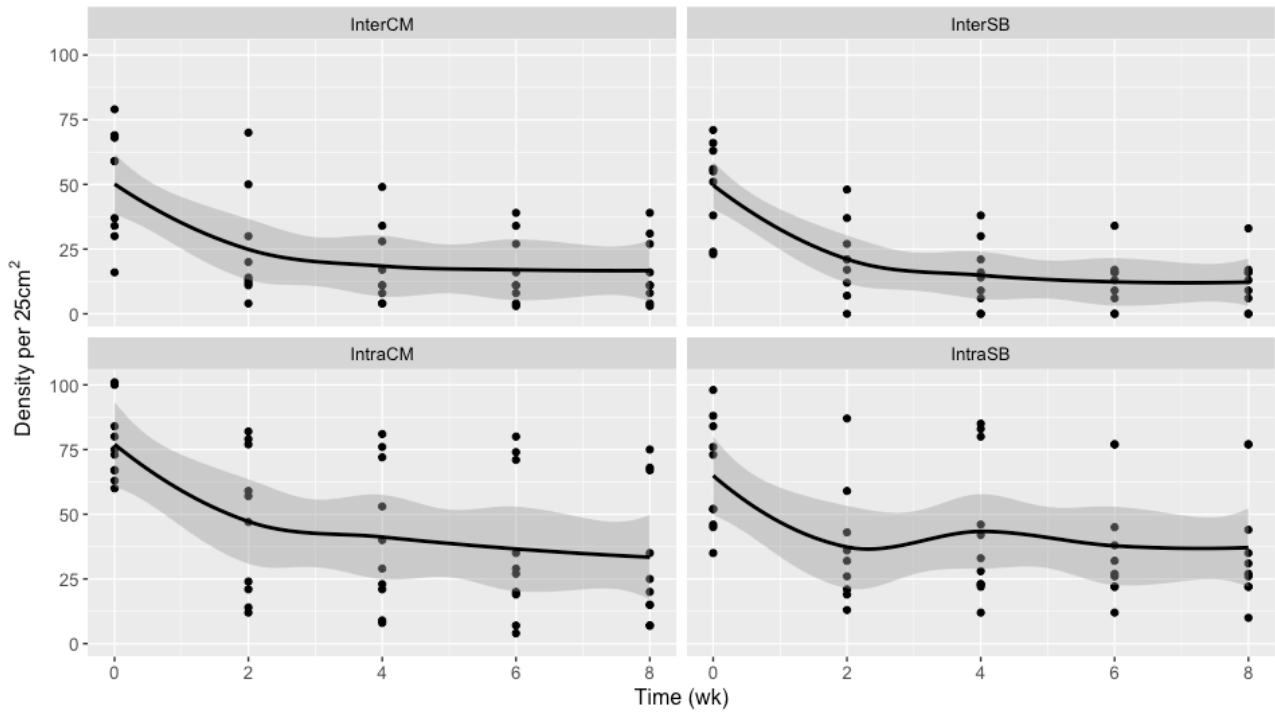 InterCM
InterSB
100
75
50
25
0
IntraCM
IntraSB
100
75
50
25
0
0 2 4 6 8
0 2 4 6 8
Time (wk)
Density per 25cm²